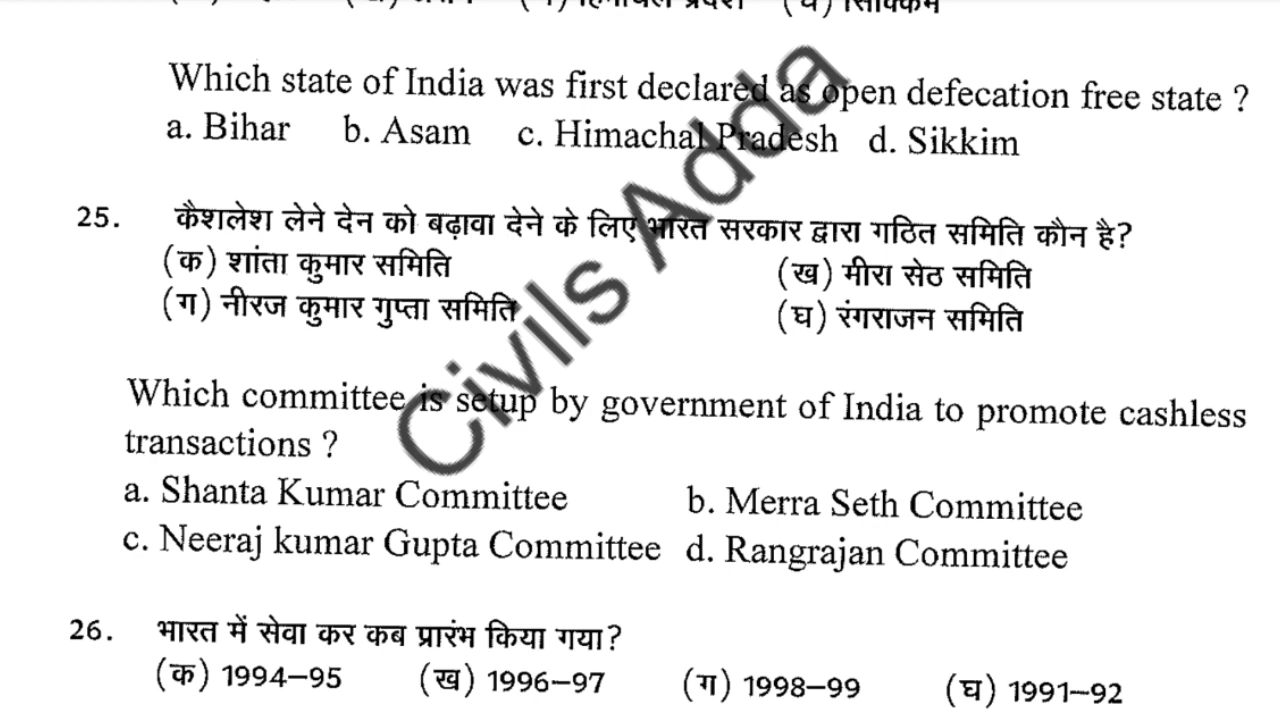 (ग) हिमाचल प्रदेश (घ) सिक्किम
Which state of India was first declared as open defecation free state ?
a. Bihar b. Asam c. Himachal Pradesh d. Sikkim
25. कैशलेश लेने देन को बढ़ावा देने के लिए भारत सरकार द्वारा गठित समिति कौन है?
(क) शांता कुमार समिति (ख) मीरा सेठ समिति
(ग) नीरज कुमार गुप्ता समिति (घ) रंगराजन समिति
Which committee is setup by government of India to promote cashless
transactions ?
a. Shanta Kumar Committee b. Merra Seth Committee
c. Neeraj kumar Gupta Committee d. Rangrajan Committee
26. भारत में सेवा कर कब प्रारंभ किया गया?
(क) 1994–95 (ख) 1996–97 (ग) 1998–99 (घ) 1991–92
Civils Adda